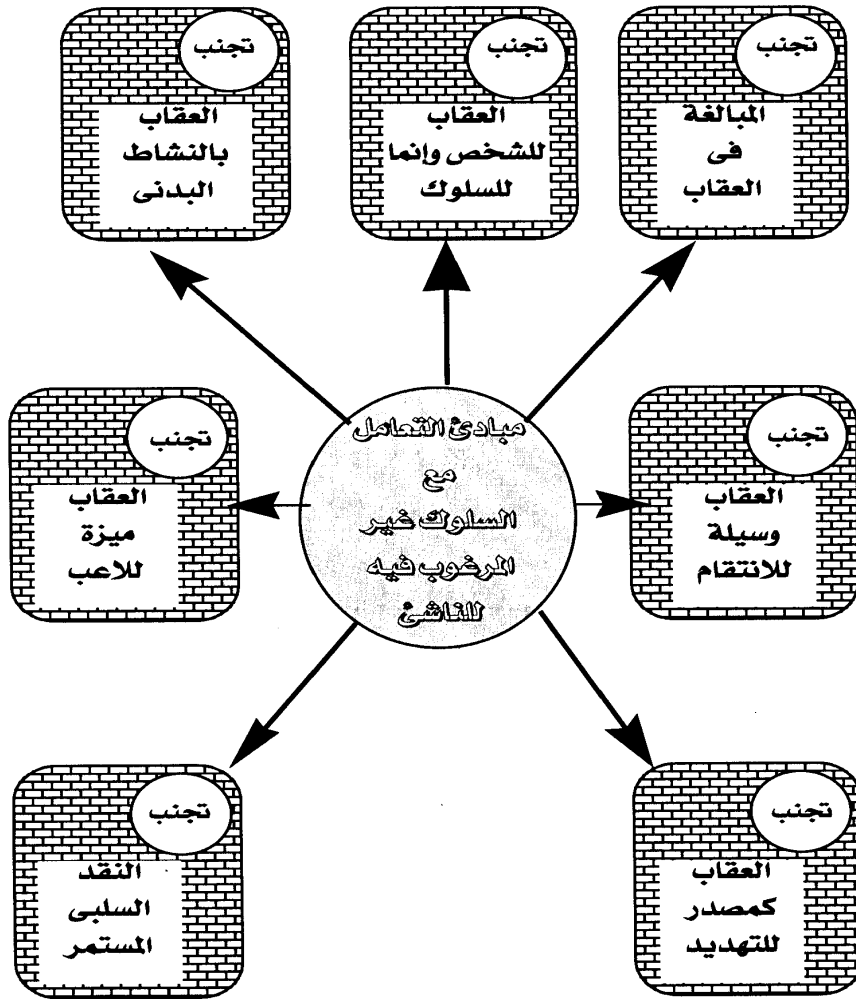 تجنب
المبالغة
فى
العقاب
تجنب
العقاب
للشخص وإنما
للسلوك
تجنب
العقاب
بالنشاط
البدنى
مبادئ التعامل
مع
السلوك غير
المرغوب فيه
للناشئ
تجنب
العقاب
وسيلة
للانتقام
تجنب
العقاب
ميزة
للاعب
تجنب
العقاب
كمصدر
للتهديد
تجنب
النقد
السلبى
المستمر